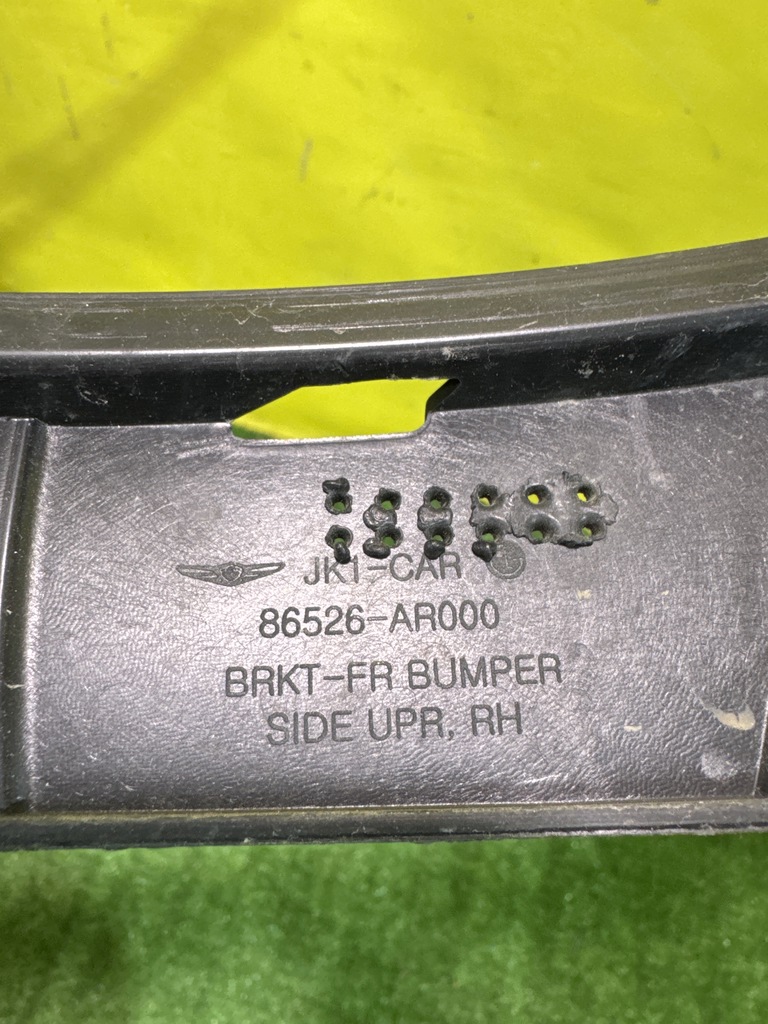 JK1-CAR
86526-AR000
BRKT-FR BUMPER
SIDE UPR, RH